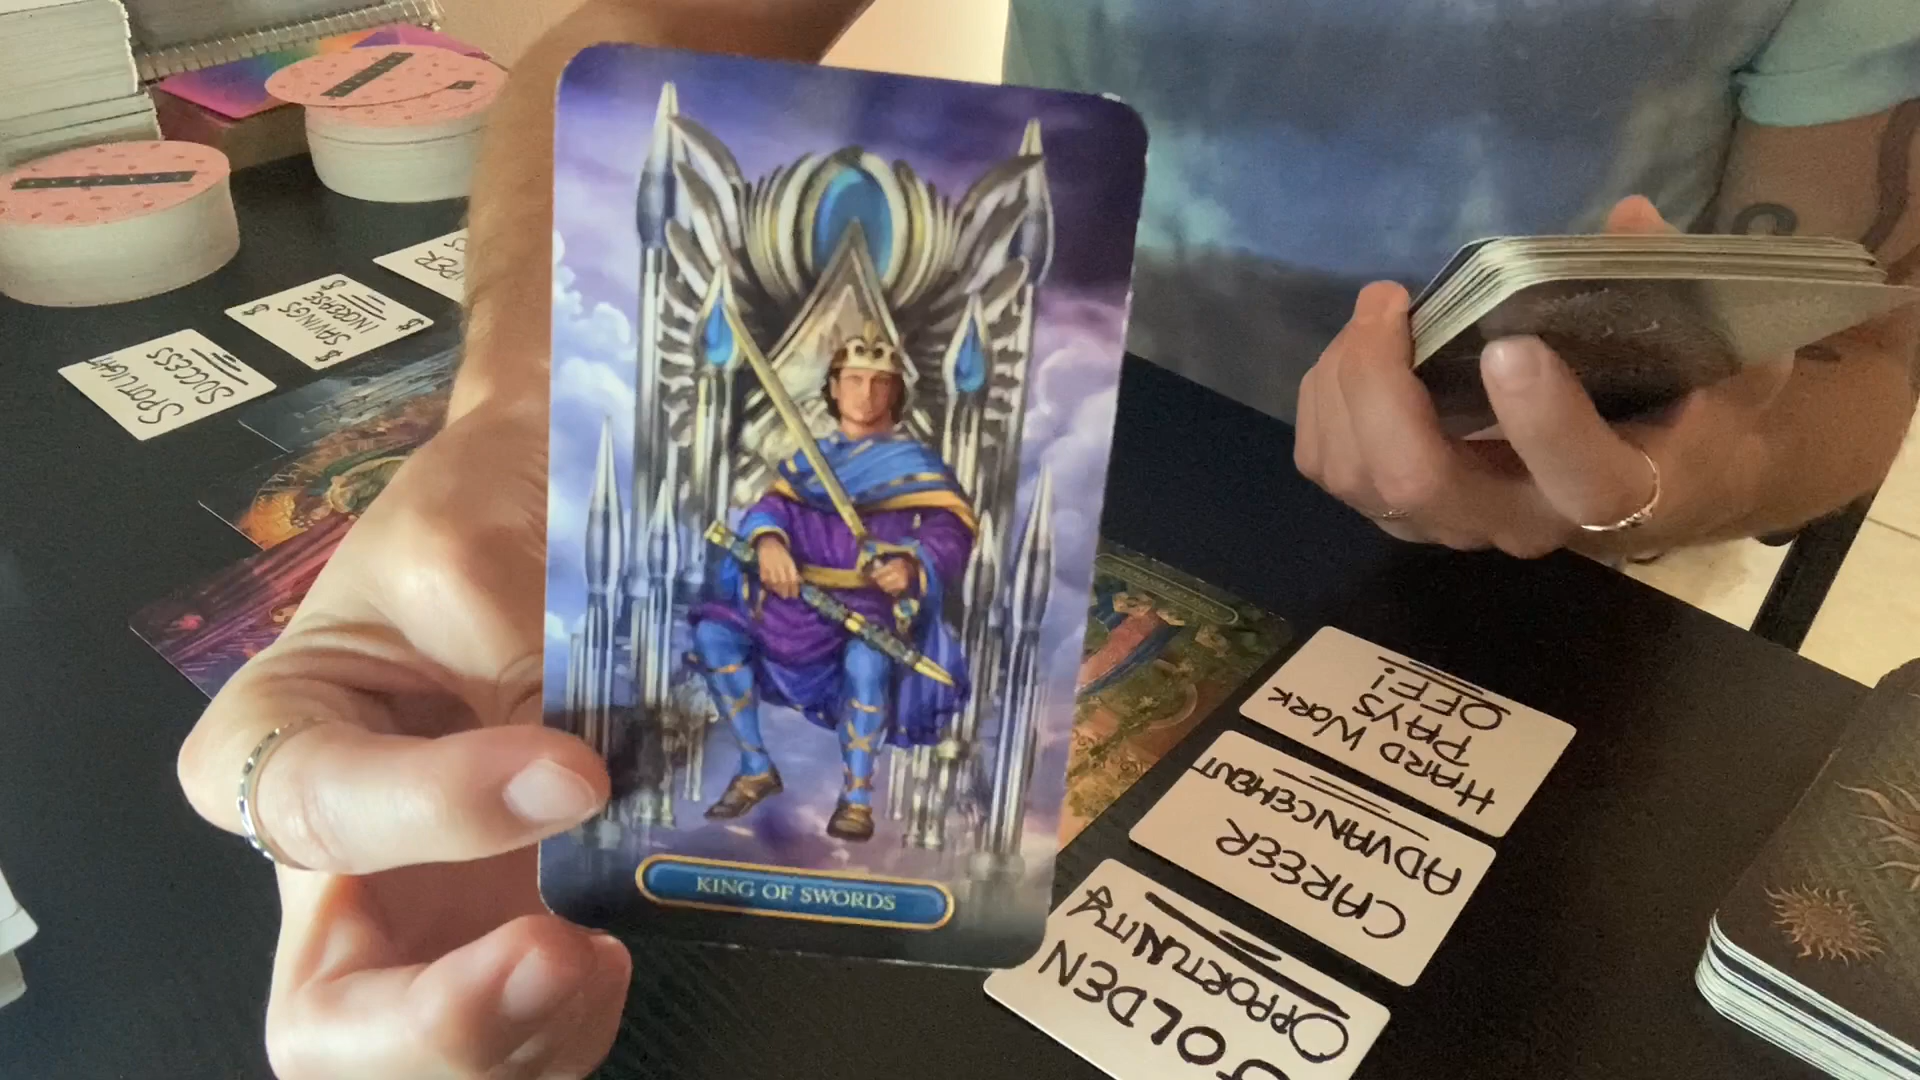 KING OF SWORDS
SPOTLIGHT
SUCCESS
$ SAVINGS $
$ INCREASE $
HARD WORK
PAYS
OFF!
CAREER
ADVANCEMENT
GOLDEN
OPPORTUNITY